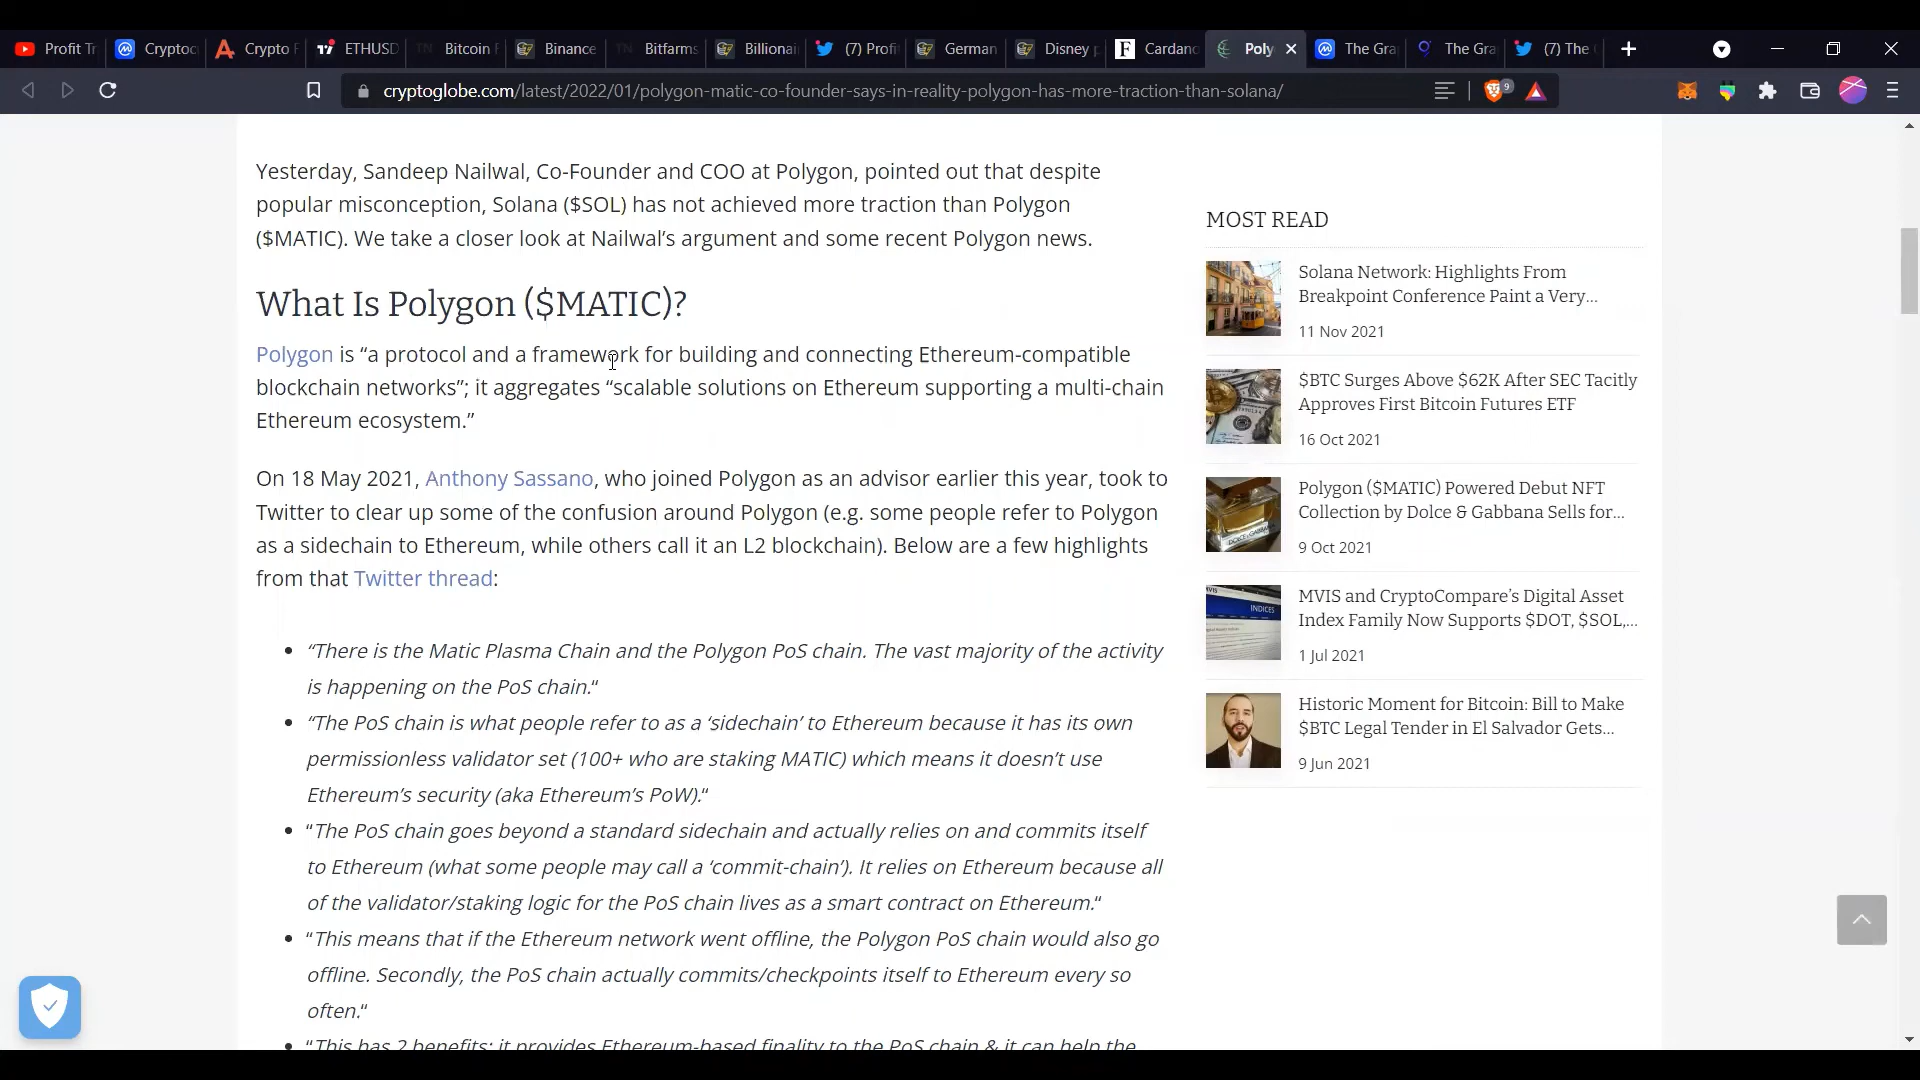 Profit Tr
Cryptoc
Crypto F
ETHUSD
Bitcoin F
Binance
Bitfarms
Billionai
(7) Profi
German
Disney p
Cardano
Poly
The Gra
The Gra
(7) The
cryptoglobe.com/latest/2022/01/polygon-matic-co-founder-says-in-reality-polygon-has-more-traction-than-solana/
9
Yesterday, Sandeep Nailwal, Co-Founder and COO at Polygon, pointed out that despite
popular misconception, Solana ($SOL) has not achieved more traction than Polygon
($MATIC). We take a closer look at Nailwal’s argument and some recent Polygon news.
What Is Polygon ($MATIC)?
Polygon is “a protocol and a framework for building and connecting Ethereum-compatible
blockchain networks”; it aggregates “scalable solutions on Ethereum supporting a multi-chain
Ethereum ecosystem.”
On 18 May 2021, Anthony Sassano, who joined Polygon as an advisor earlier this year, took to
Twitter to clear up some of the confusion around Polygon (e.g. some people refer to Polygon
as a sidechain to Ethereum, while others call it an L2 blockchain). Below are a few highlights
from that Twitter thread:
“There is the Matic Plasma Chain and the Polygon PoS chain. The vast majority of the activity
is happening on the PoS chain.“
“The PoS chain is what people refer to as a ‘sidechain’ to Ethereum because it has its own
permissionless validator set (100+ who are staking MATIC) which means it doesn’t use
Ethereum’s security (aka Ethereum’s PoW).“
“The PoS chain goes beyond a standard sidechain and actually relies on and commits itself
to Ethereum (what some people may call a ‘commit-chain’). It relies on Ethereum because all
of the validator/staking logic for the PoS chain lives as a smart contract on Ethereum.“
“This means that if the Ethereum network went offline, the Polygon PoS chain would also go
offline. Secondly, the PoS chain actually commits/checkpoints itself to Ethereum every so
often.“
“This has 2 benefits: it provides Ethereum-based finality to the PoS chain & it can help the
MOST READ
Solana Network: Highlights From
Breakpoint Conference Paint a Very...
11 Nov 2021
$BTC Surges Above $62K After SEC Tacitly
Approves First Bitcoin Futures ETF
16 Oct 2021
Polygon ($MATIC) Powered Debut NFT
Collection by Dolce & Gabbana Sells for...
9 Oct 2021
MVIS and CryptoCompare’s Digital Asset
Index Family Now Supports $DOT, $SOL,...
1 Jul 2021
Historic Moment for Bitcoin: Bill to Make
$BTC Legal Tender in El Salvador Gets...
9 Jun 2021